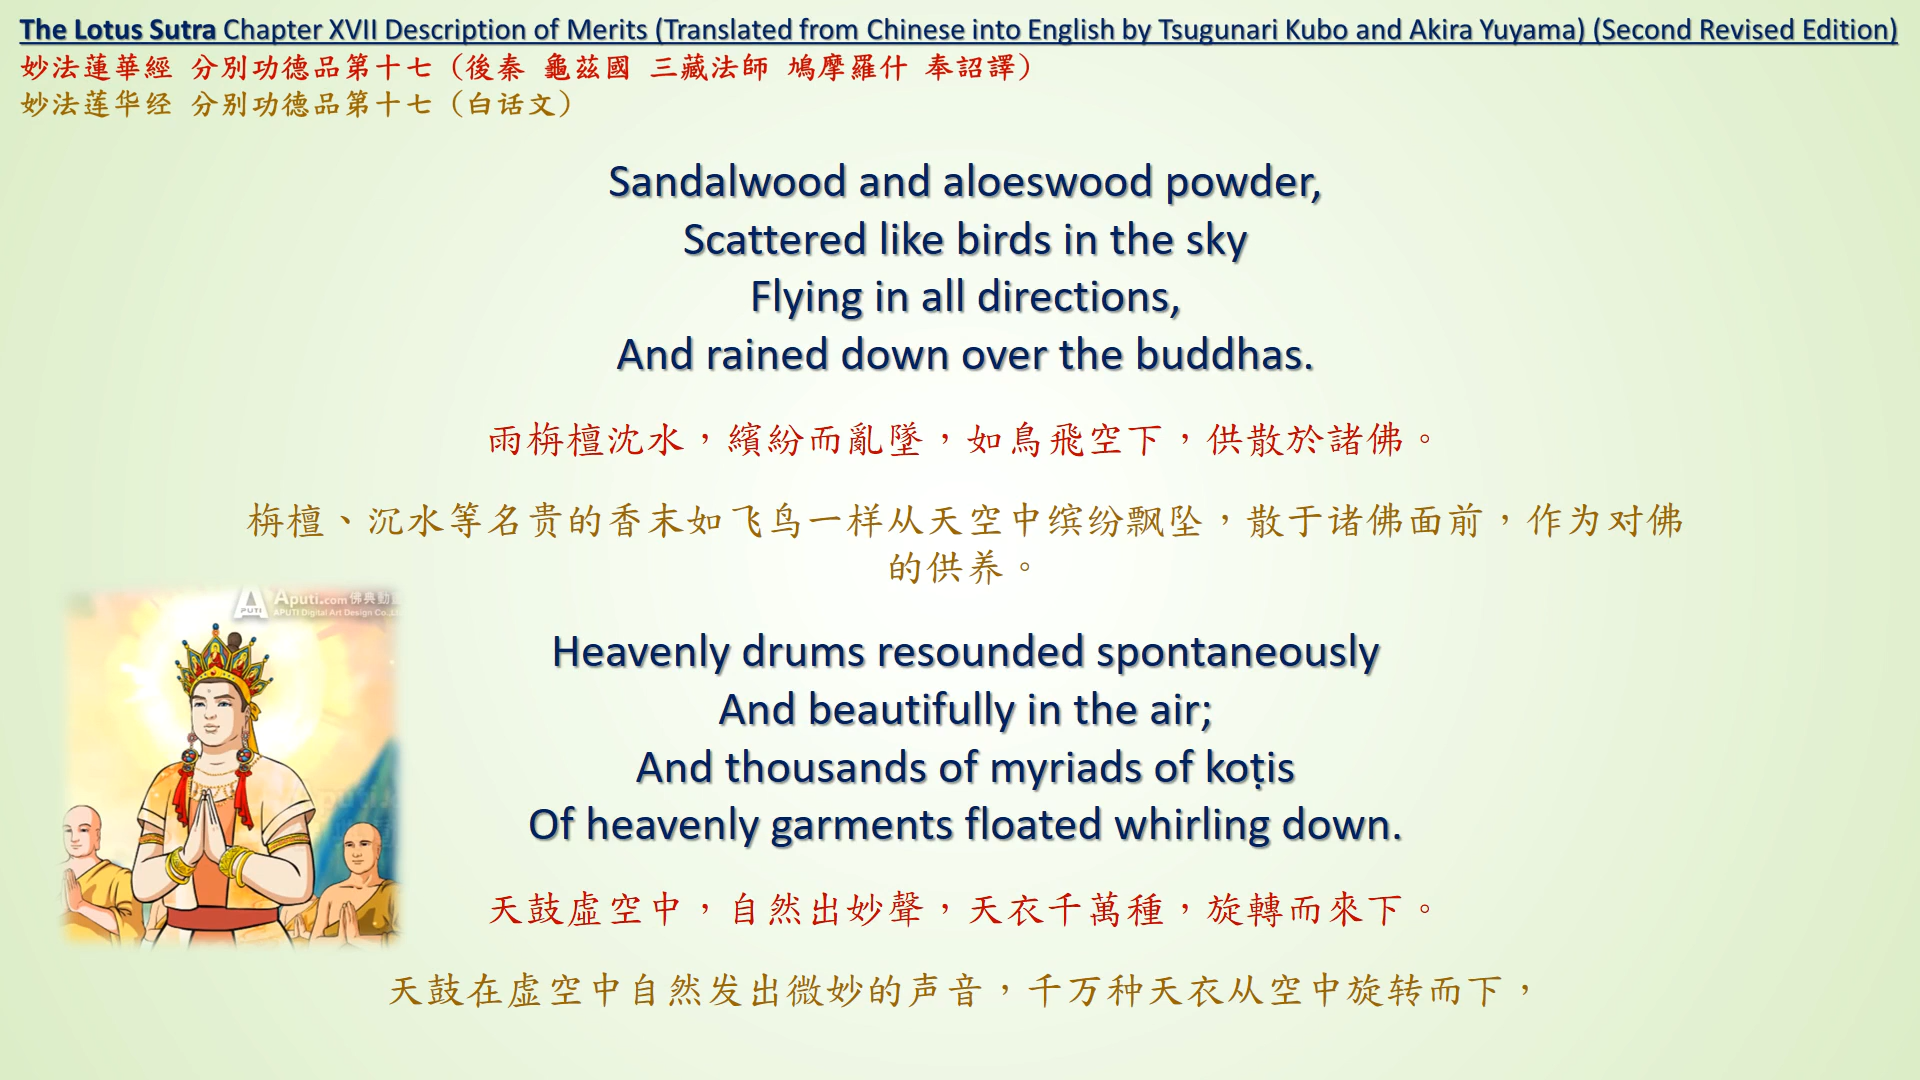 The Lotus Sutra Chapter XVII Description of Merits (Translated from Chinese into English by Tsugunari Kubo and Akira Yuyama) (Second Revised Edition)
妙法蓮華經 分別功德品第十七（後秦 龜茲國 三藏法師 鳩摩羅什 奉詔譯）
妙法莲华经 分别功德品第十七（白话文）
Sandalwood and aloeswood powder,
Scattered like birds in the sky
Flying in all directions,
And rained down over the buddhas.
雨栴檀沈水，繽紛而亂墜，如鳥飛空下，供散於諸佛。
栴檀、沉水等名贵的香末如飞鸟一样从天空中缤纷飘坠，散于诸佛面前，作为对佛
的供养。
Aputi.com 佛典動
PUTI
APUTI Digital Art Design Co.,
Heavenly drums resounded spontaneously
And beautifully in the air;
And thousands of myriads of koṭis
Of heavenly garments floated whirling down.
天鼓虛空中，自然出妙聲，天衣千萬種，旋轉而來下。
天鼓在虚空中自然发出微妙的声音，千万种天衣从空中旋转而下，